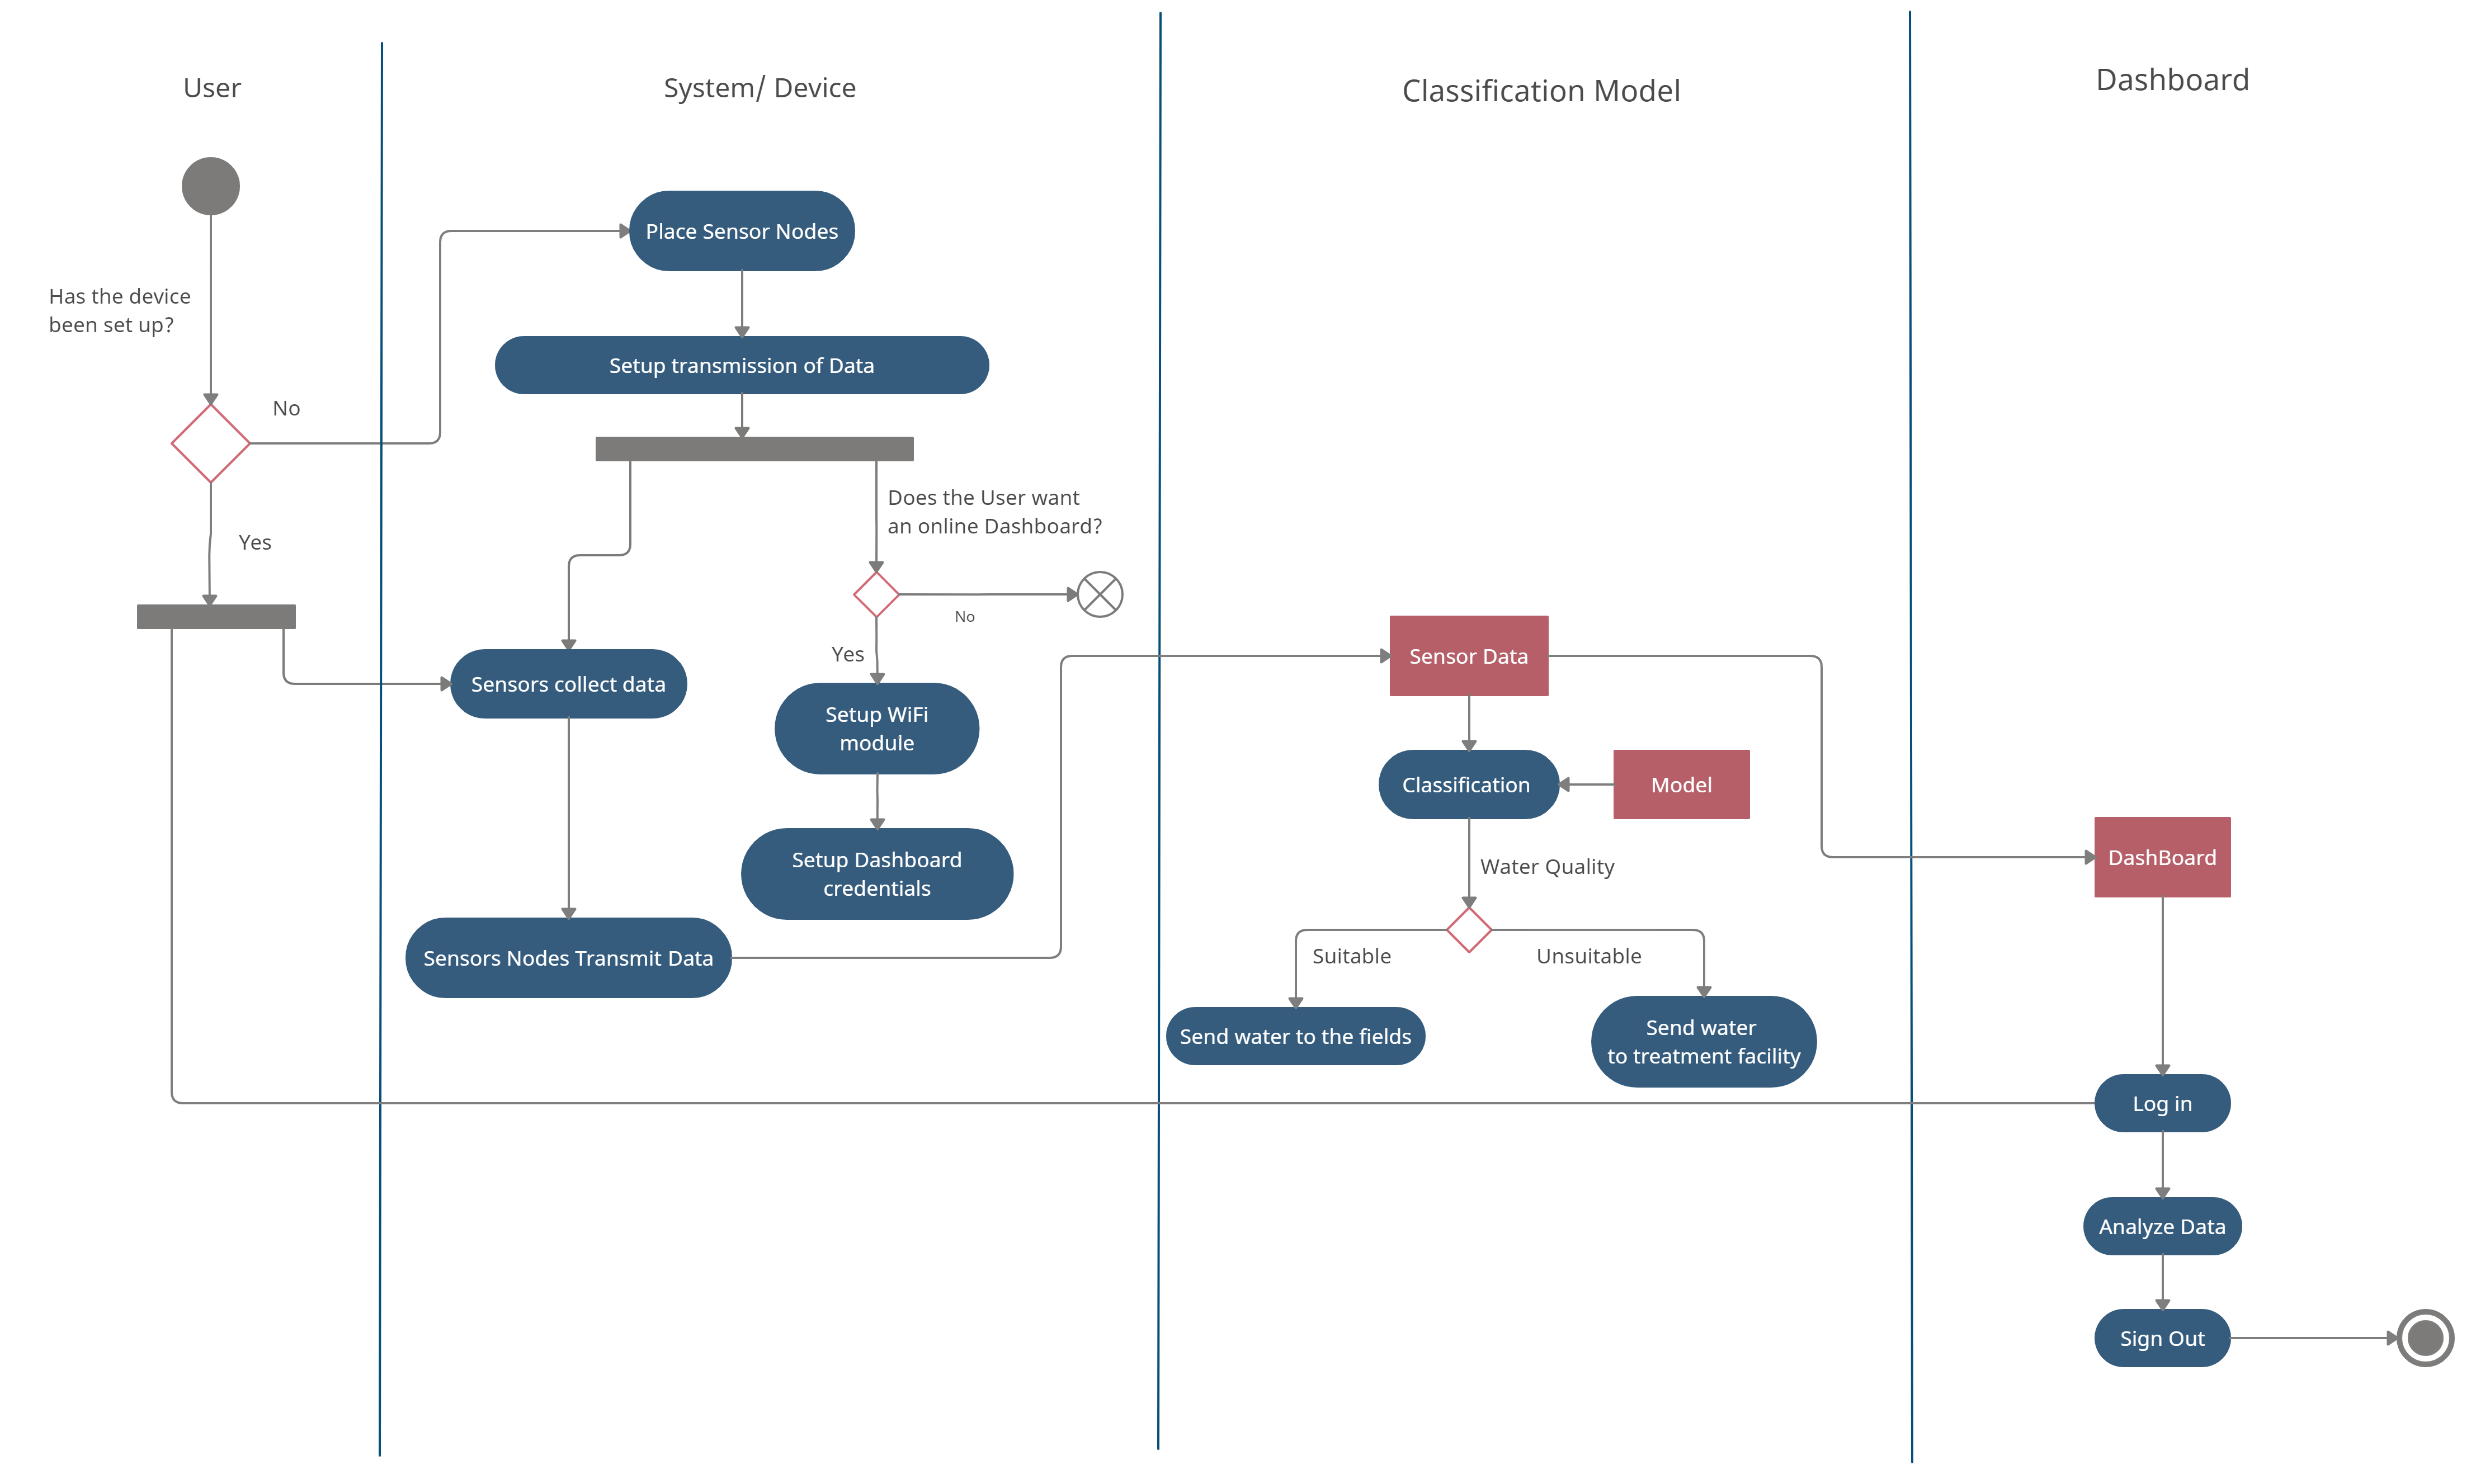 User
System/ Device
Classification Model
Dashboard
Place Sensor Nodes
Has the device
been set up?
Setup transmission of Data
No
Does the User want
an online Dashboard?
Yes
No
Yes
Sensors collect data
Setup WiFi
module
Sensor Data
Classification
Model
Setup Dashboard
credentials
Water Quality
DashBoard
Sensors Nodes Transmit Data
Suitable
Unsuitable
Send water to the fields
Send water
to treatment facility
Log in
Analyze Data
Sign Out